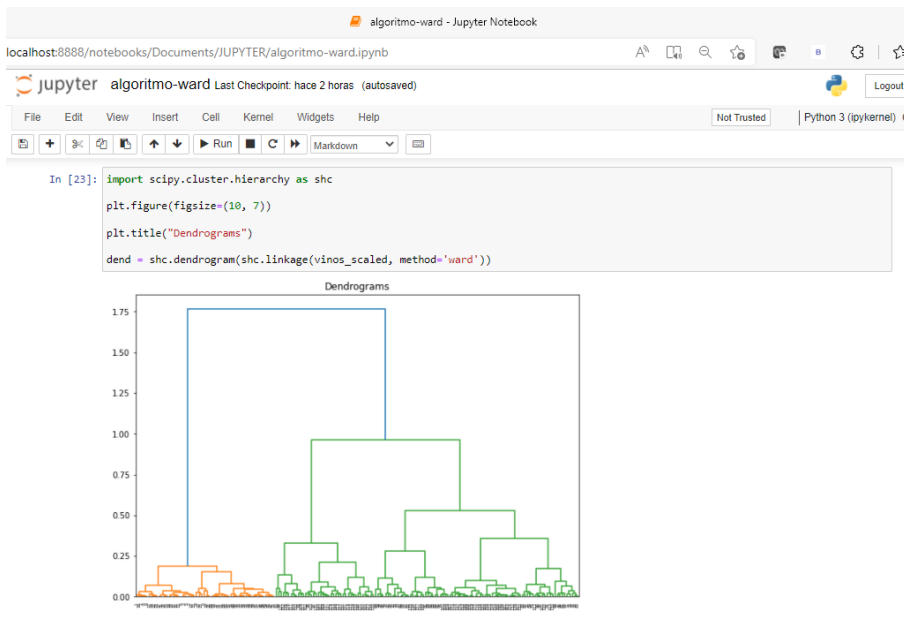 algoritmo-ward - Jupyter Notebook
localhost:8888/notebooks/Documents/JUPYTER/algoritmo-ward.ipynb
jupyter algoritmo-ward Last Checkpoint: hace 2 horas (autosaved)
Logout
File Edit View Insert Cell Kernel Widgets Help
Not Trusted Python 3 (ipykernel)
Run Markdown
In [23]: import scipy.cluster.hierarchy as shc
plt.figure(figsize=(10, 7))
plt.title("Dendrograms")
dend = shc.dendrogram(shc.linkage(vinos_scaled, method='ward'))
Dendrograms
1.75
1.50
1.25
1.00
0.75
0.50
0.25
0.00